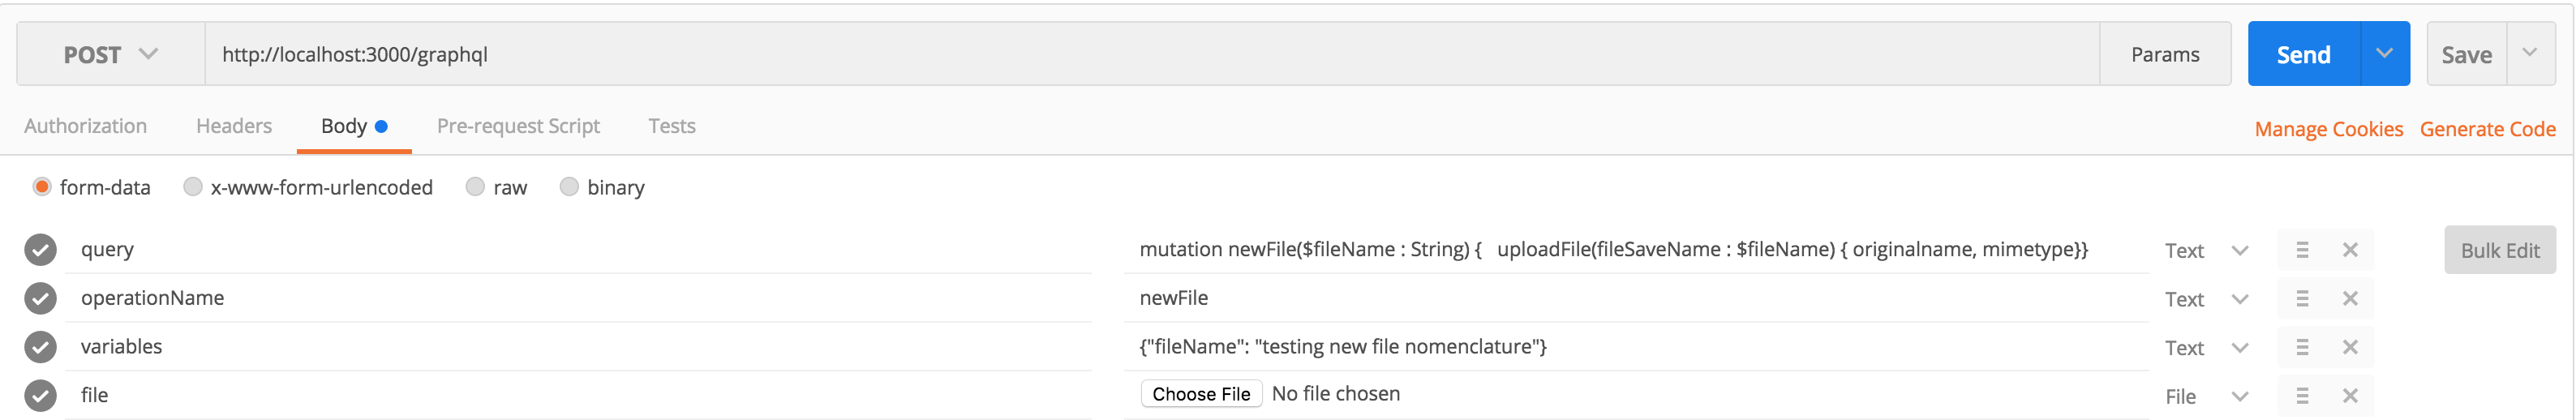 POST http://localhost:3000/graphql Params Send Save
Authorization Headers Body Pre-request Script Tests Manage Cookies Generate Code
form-data x-www-form-urlencoded raw binary
query mutation newFile($fileName : String) {   uploadFile(fileSaveName : $fileName) { originalname, mimetype}} Text Bulk Edit
operationName newFile Text
variables {"fileName": "testing new file nomenclature"} Text
file Choose File No file chosen File